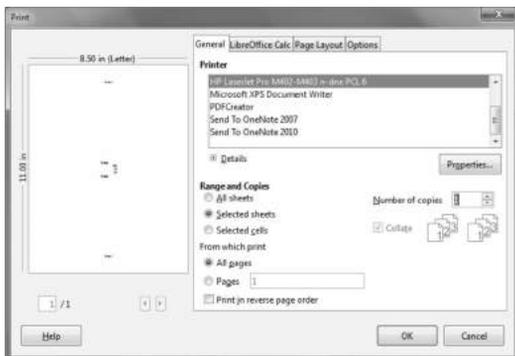 Print
8.50 in (Letter)
11.00 in
1 / 1
General LibreOffice Calc Page Layout Options
Printer
HP LaserJet Pro M402-M403 n-dne PCL 6
Microsoft XPS Document Writer
PDFCreator
Send To OneNote 2007
Send To OneNote 2010
Details
Properties...
Range and Copies
All sheets
Selected sheets
Selected cells
Number of copies 1
Collate
From which print
All pages
Pages 1
Print in reverse page order
Help OK Cancel